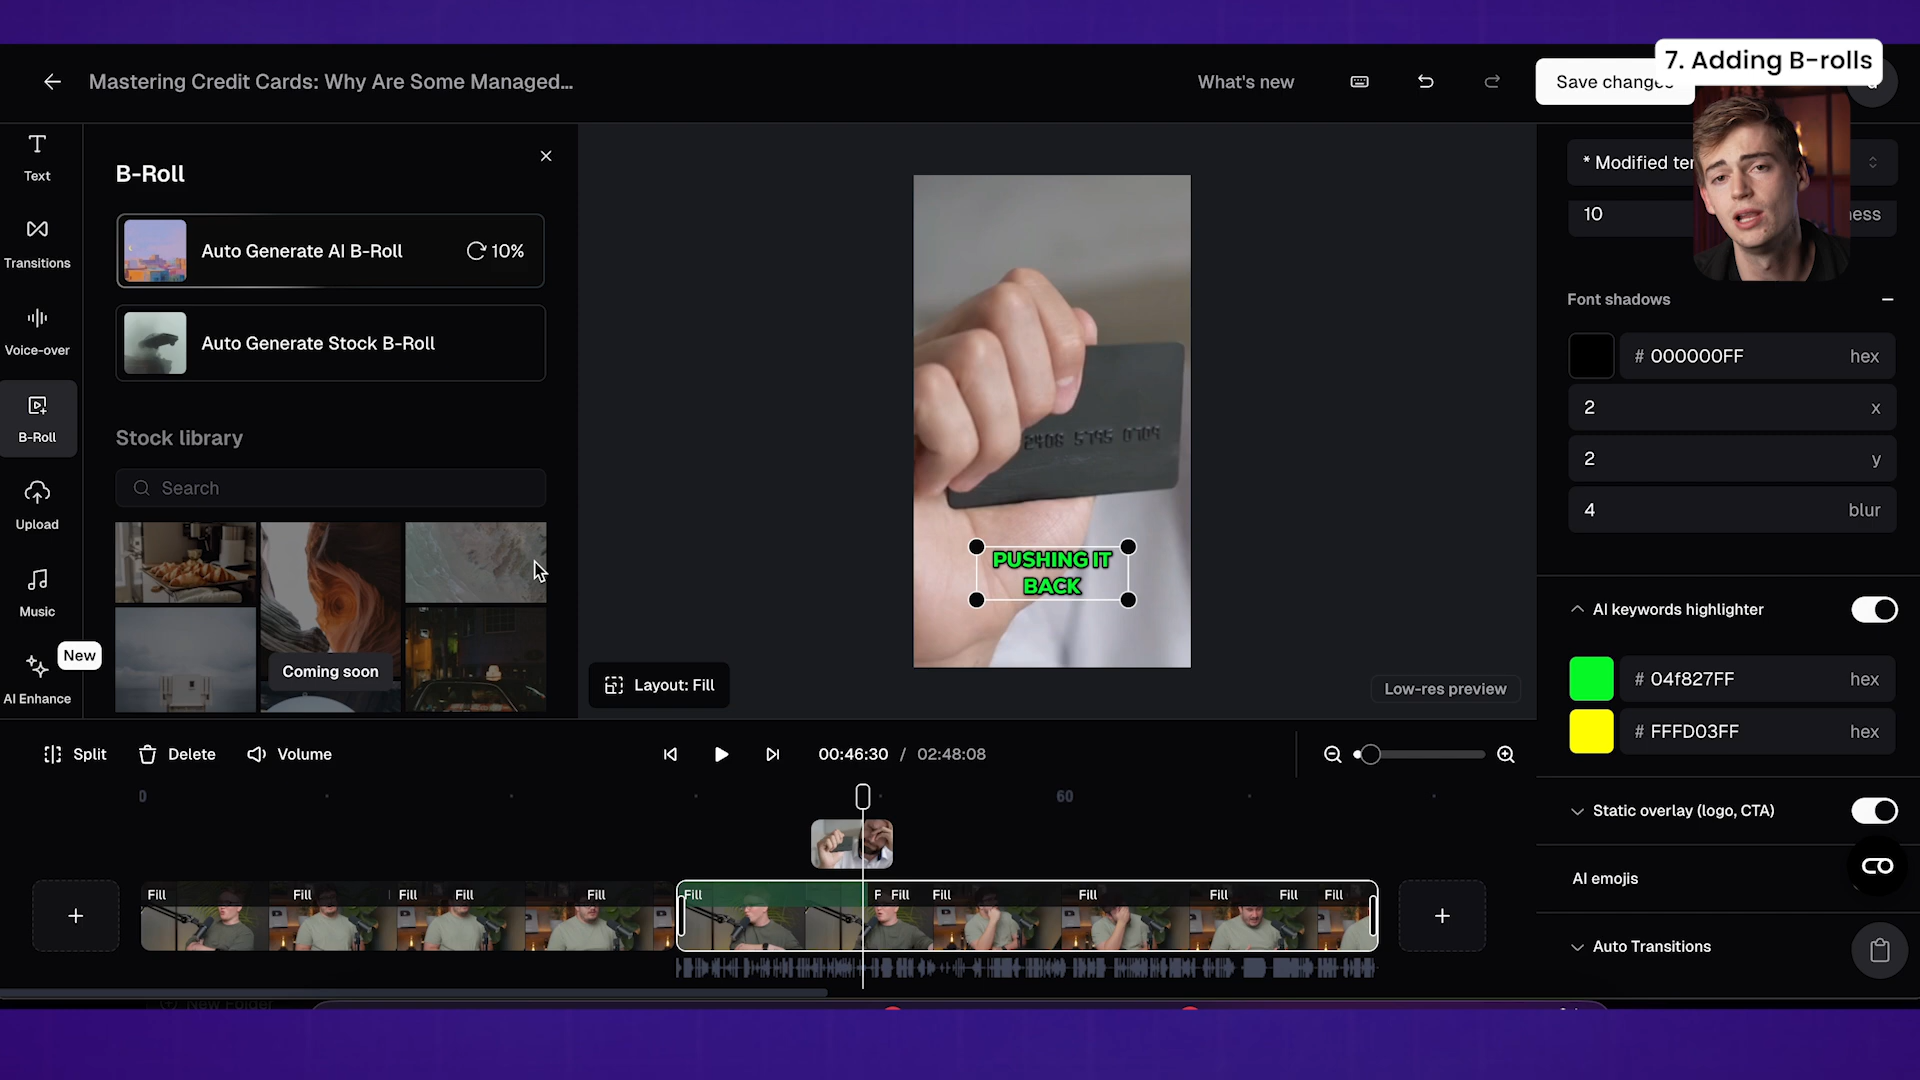 7. Adding B-rolls
Mastering Credit Cards: Why Are Some Managed...
What's new
Save changes
Text
Transitions
Voice-over
B-Roll
Upload
Music
New
AI Enhance
B-Roll
Auto Generate AI B-Roll
10%
Auto Generate Stock B-Roll
Stock library
Search
Coming soon
2408 5795 0709
PUSHING IT
BACK
Layout: Fill
Low-res preview
* Modified
10
Font shadows
# 000000FF hex
2 x
2 y
4 blur
AI keywords highlighter
# 04f827FF hex
# FFFD03FF hex
Static overlay (logo, CTA)
AI emojis
Auto Transitions
Split
Delete
Volume
00:46:30 / 02:48:08
0
60
Fill
Fill
Fill
Fill
Fill
Fill
F
Fill
Fill
Fill
Fill
Fill
Fill
New Folder